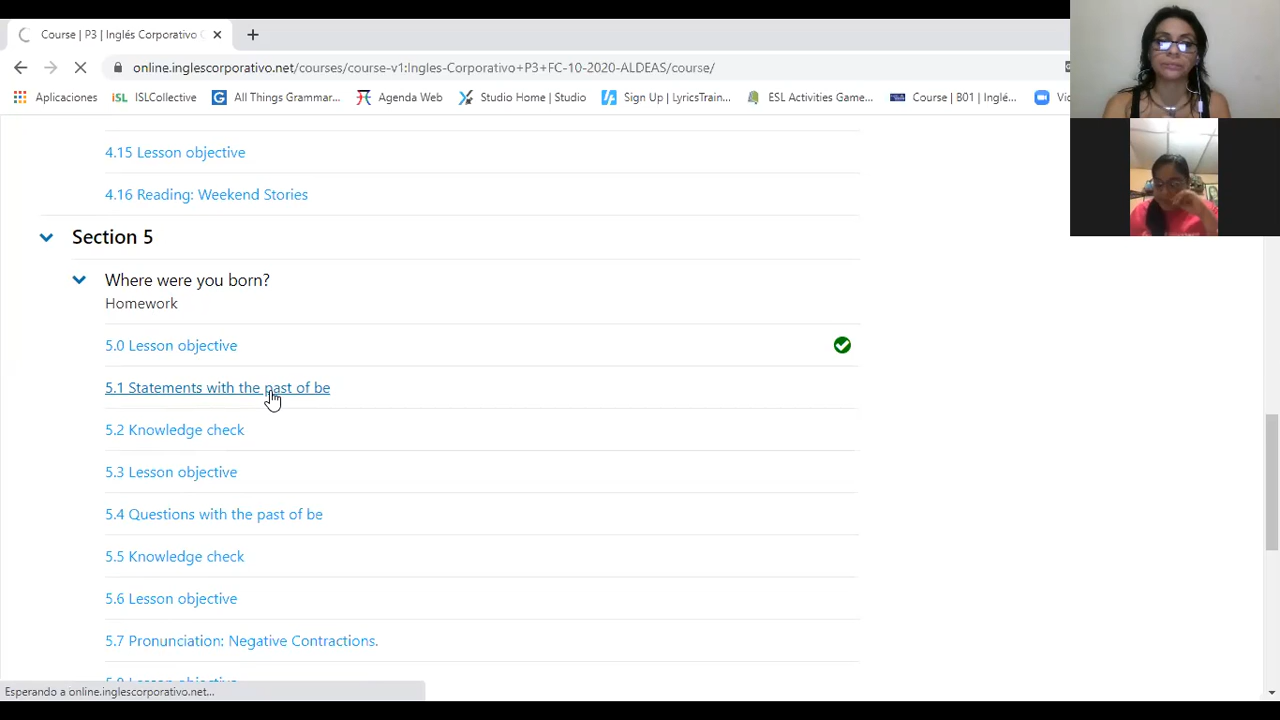 Course | P3 | Inglés Corporativo
online.inglescorporativo.net/courses/course-v1:Ingles-Corporativo+P3+FC-10-2020-ALDEAS/course/
Aplicaciones iSL ISLCollective All Things Grammar... Agenda Web Studio Home | Studio Sign Up | LyricsTrain... ESL Activities Game... Course | B01 | Inglé...
4.15 Lesson objective
4.16 Reading: Weekend Stories
Section 5
Where were you born?
Homework
5.0 Lesson objective
5.1 Statements with the past of be
5.2 Knowledge check
5.3 Lesson objective
5.4 Questions with the past of be
5.5 Knowledge check
5.6 Lesson objective
5.7 Pronunciation: Negative Contractions.
Esperando a online.inglescorporativo.net...